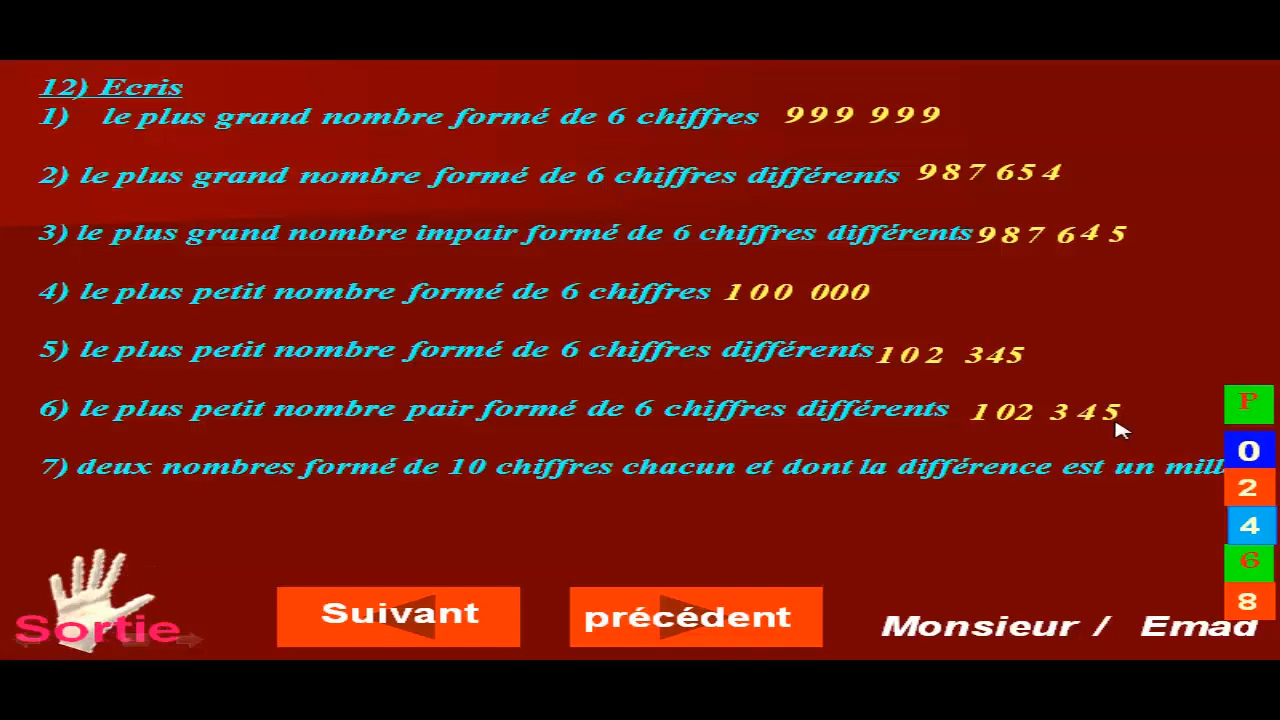 12) Ecris
1) le plus grand nombre formé de 6 chiffres 999 999
2) le plus grand nombre formé de 6 chiffres différents 987 654
3) le plus grand nombre impair formé de 6 chiffres différents 987 645
4) le plus petit nombre formé de 6 chiffres 100 000
5) le plus petit nombre formé de 6 chiffres différents 102 345
6) le plus petit nombre pair formé de 6 chiffres différents 102 345
7) deux nombres formé de 10 chiffres chacun et dont la différence est un mill
P
0
2
4
6
8
Sortie
Suivant
précédent
Monsieur / Emad